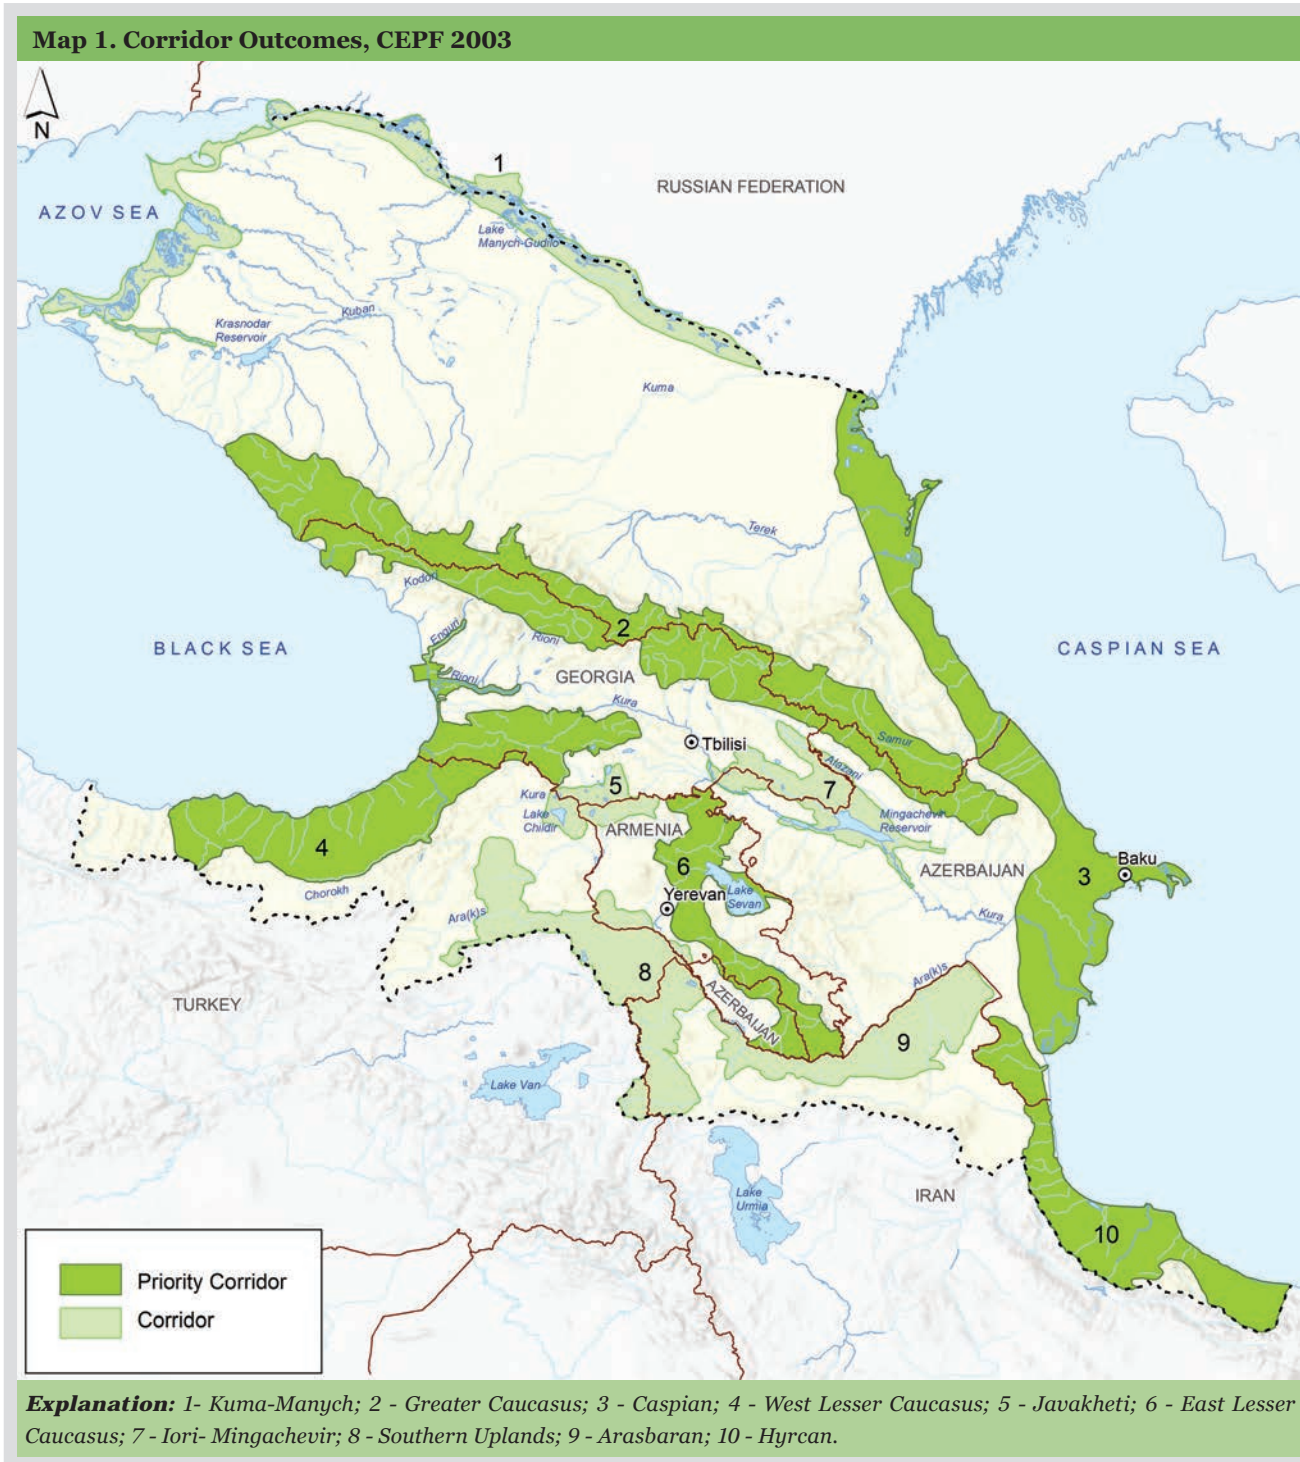 Map 1. Corridor Outcomes, CEPF 2003
N
1
RUSSIAN FEDERATION
AZOV SEA
Lake
Manych-Gudilo
Krasnodar
Reservoir
Kuban
Kuma
Terek
Kodori
2
Enguri
Rioni
BLACK SEA
CASPIAN SEA
Rioni
GEORGIA
Kura
Tbilisi
Samur
Alazani
5
7
Kura
Lake
Childir
ARMENIA
Mingachevir
Reservoir
4
6
AZERBAIJAN
3
Baku
Chorokh
Yerevan
Lake
Sevan
Ara(k)s
Kura
8
Ara(k)s
TURKEY
AZERBAIJAN
9
Lake Van
Lake
Urmia
IRAN
10
Priority Corridor
Corridor
Explanation: 1- Kuma-Manych; 2 - Greater Caucasus; 3 - Caspian; 4 - West Lesser Caucasus; 5 - Javakheti; 6 - East Lesser
Caucasus; 7 - Iori- Mingachevir; 8 - Southern Uplands; 9 - Arasbaran; 10 - Hyrcan.